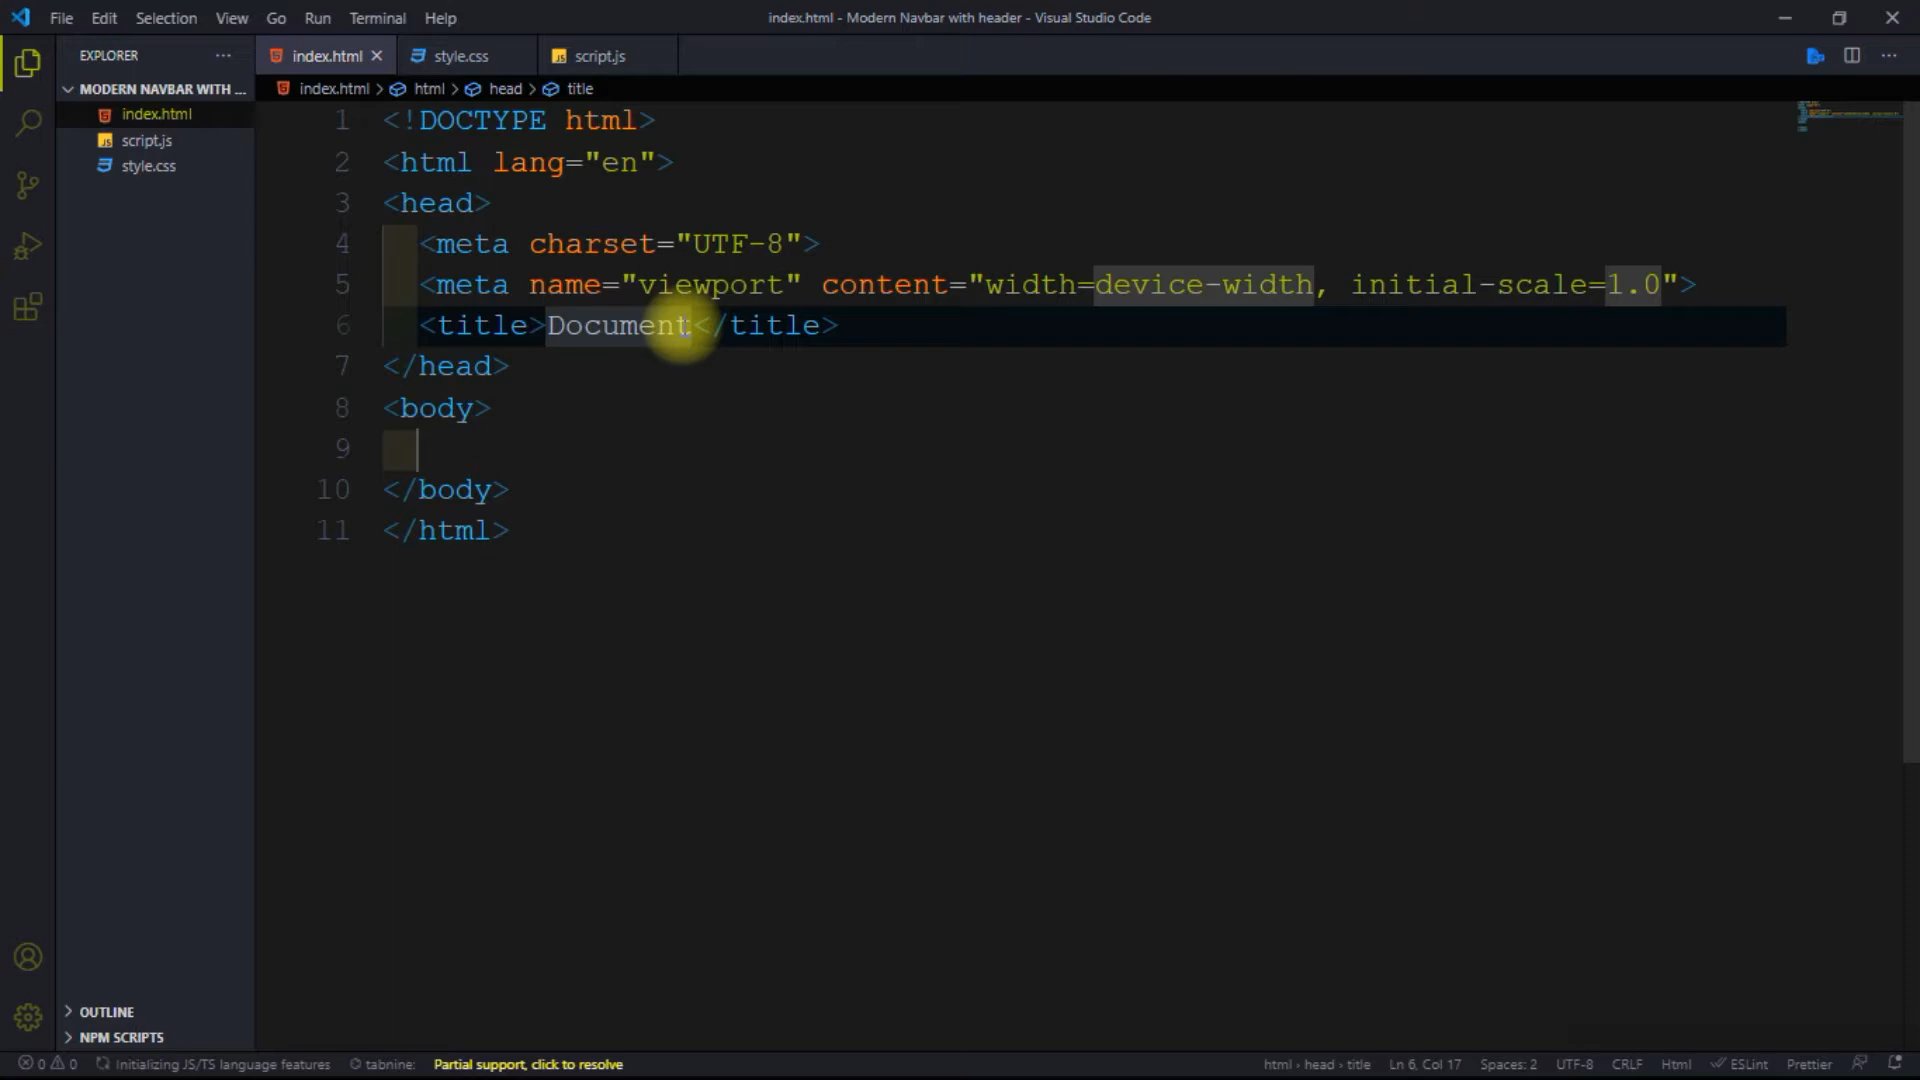 File Edit Selection View Go Run Terminal Help
index.html - Modern Navbar with header - Visual Studio Code
EXPLORER ...
MODERN NAVBAR WITH ...
index.html
JS script.js
style.css
index.html
style.css
JS script.js
index.html > html > head > title
1 <!DOCTYPE html>
2 <html lang="en">
3 <head>
4 <meta charset="UTF-8">
5 <meta name="viewport" content="width=device-width, initial-scale=1.0">
6 <title>Document</title>
7 </head>
8 <body>
9
10 </body>
11 </html>
OUTLINE
NPM SCRIPTS
0 0 Initializing JS/TS language features tabnine: Partial support, click to resolve
html › head › title Ln 6, Col 17 Spaces: 2 UTF-8 CRLF Html ESLint Prettier